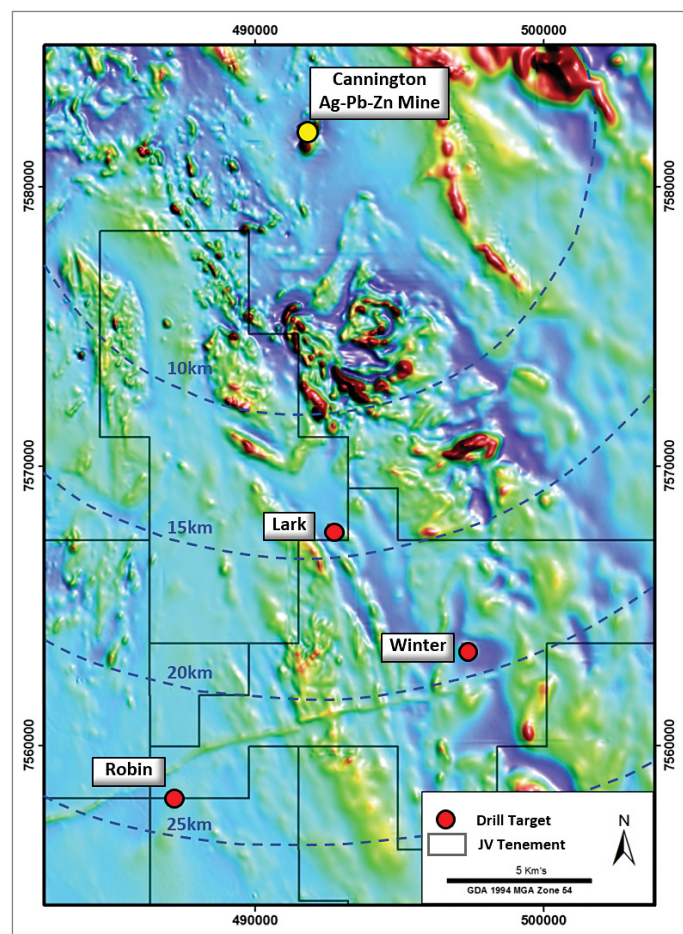 490000
500000
Cannington
Ag-Pb-Zn Mine
7580000
7580000
10km
7570000
7570000
15km
Lark
Winter
20km
7560000
7560000
Robin
25km
Drill Target
JV Tenement
N
5 Km's
GDA 1994 MGA Zone 54
490000
500000